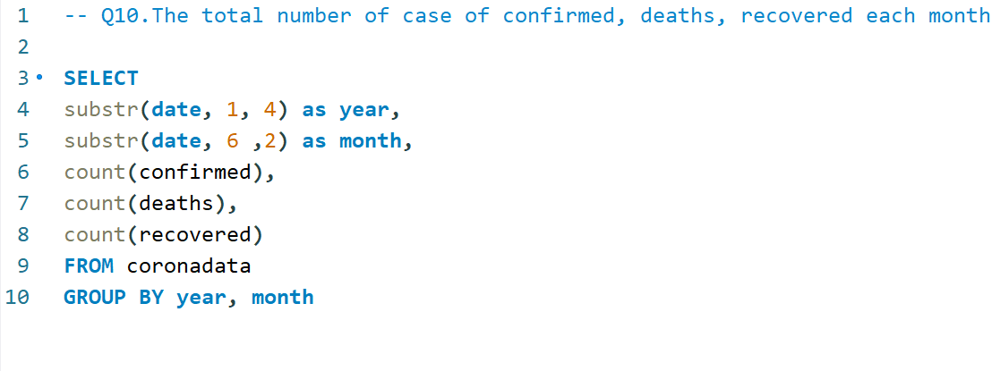 1 -- Q10.The total number of case of confirmed, deaths, recovered each month
2
3 SELECT
4 substr(date, 1, 4) as year,
5 substr(date, 6 ,2) as month,
6 count(confirmed),
7 count(deaths),
8 count(recovered)
9 FROM coronadata
10 GROUP BY year, month